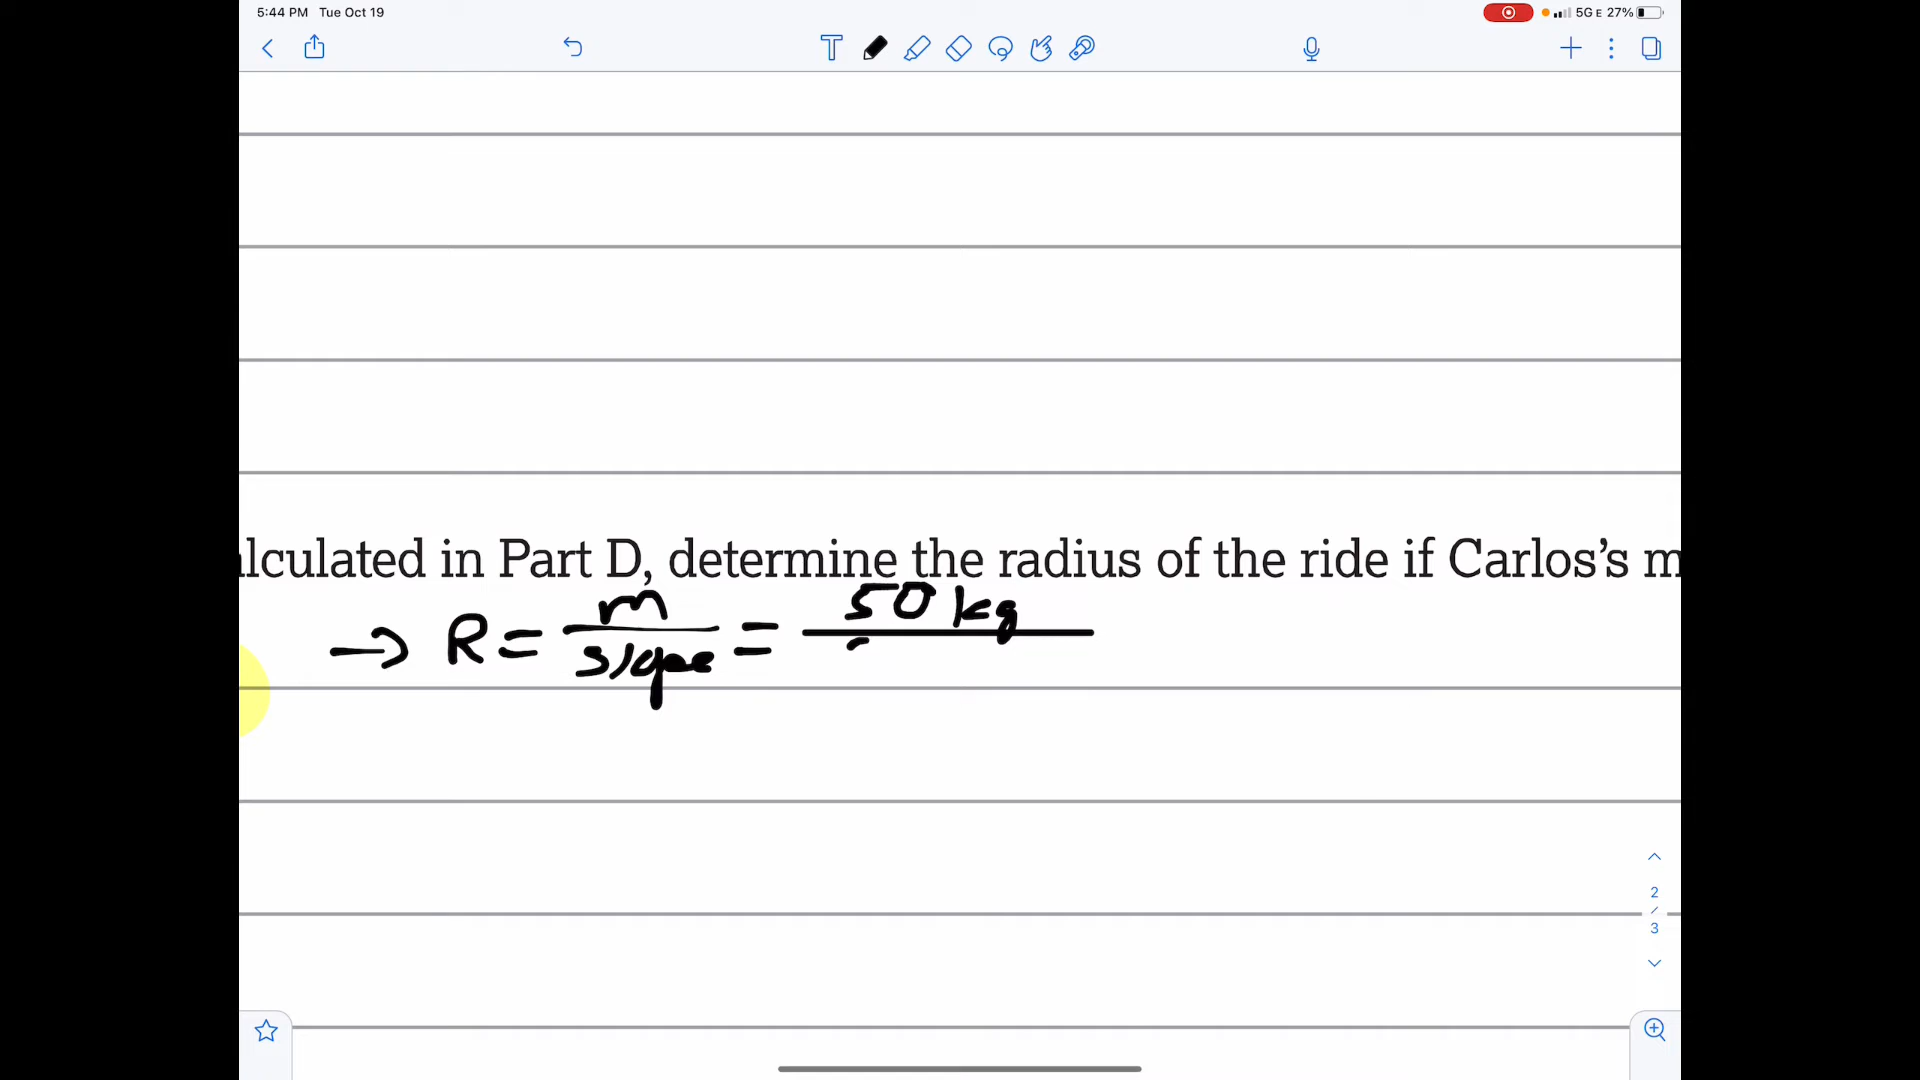 5:44 PM Tue Oct 19
5G E 27%
T
lculated in Part D, determine the radius of the ride if Carlos’s m
→ R = m/slope = 50 kg
2
/
3